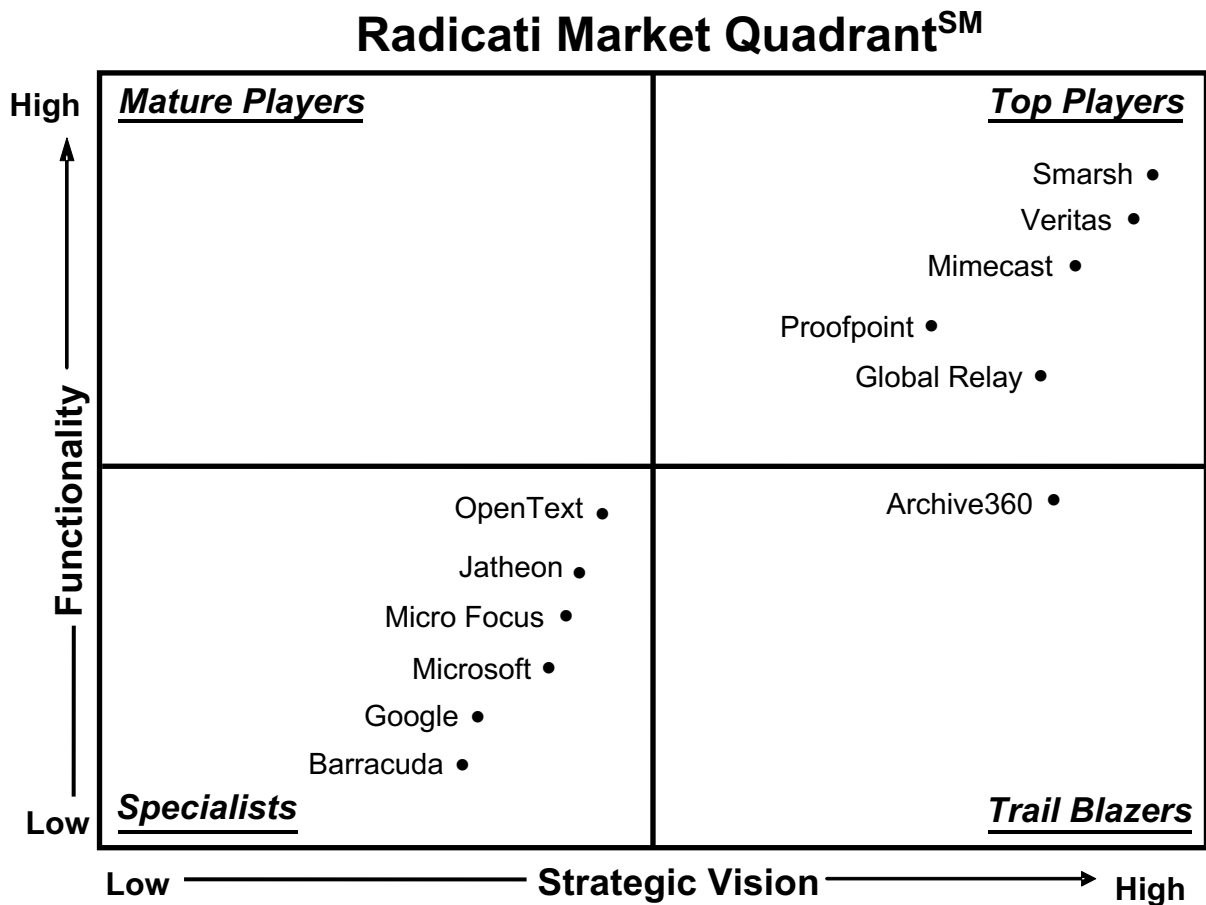 Radicati Market QuadrantSM
High
Mature Players
Top Players
Smarsh
Veritas
Mimecast
Proofpoint
Global Relay
Functionality
OpenText
Archive360
Jatheon
Micro Focus
Microsoft
Google
Barracuda
Low
Specialists
Trail Blazers
Low
Strategic Vision
High